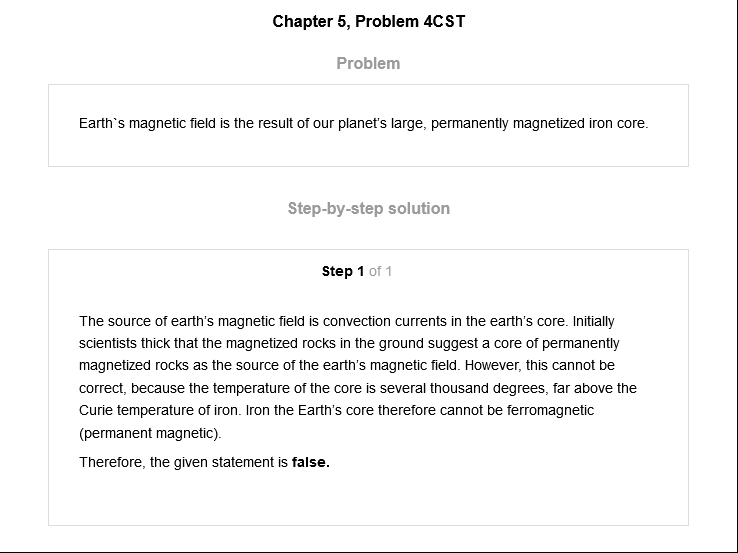 Chapter 5, Problem 4CST
Problem
Earth`s magnetic field is the result of our planet's large, permanently magnetized iron core.
Step-by-step solution
Step 1 of 1
The source of earth's magnetic field is convection currents in the earth's core. Initially
scientists thick that the magnetized rocks in the ground suggest a core of permanently
magnetized rocks as the source of the earth's magnetic field. However, this cannot be
correct, because the temperature of the core is several thousand degrees, far above the
Curie temperature of iron. Iron the Earth's core therefore cannot be ferromagnetic
(permanent magnetic).
Therefore, the given statement is false.